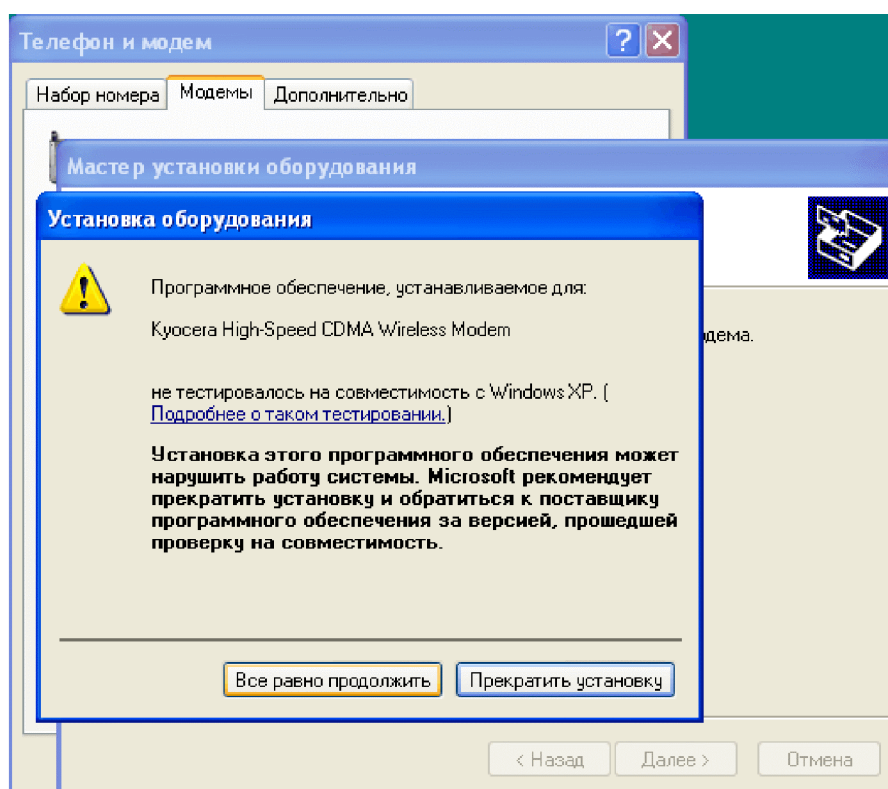 Телефон и модем
Набор номера Модемы Дополнительно
Мастер установки оборудования
Установка оборудования
Программное обеспечение, устанавливаемое для:
Kyocera High-Speed CDMA Wireless Modem
дема.
не тестировалось на совместимость с Windows XP. (
Подробнее о таком тестировании.)
Установка этого программного обеспечения может
нарушить работу системы. Microsoft рекомендует
прекратить установку и обратиться к поставщику
программного обеспечения за версией, прошедшей
проверку на совместимость.
Все равно продолжить Прекратить установку
< Назад Далее > Отмена